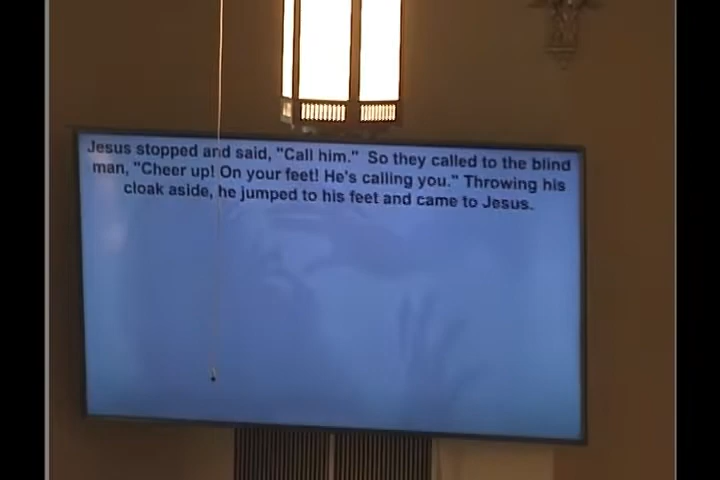 Jesus stopped and said, "Call him." So they called to the blind
man, "Cheer up! On your feet! He's calling you." Throwing his
cloak aside, he jumped to his feet and came to Jesus.